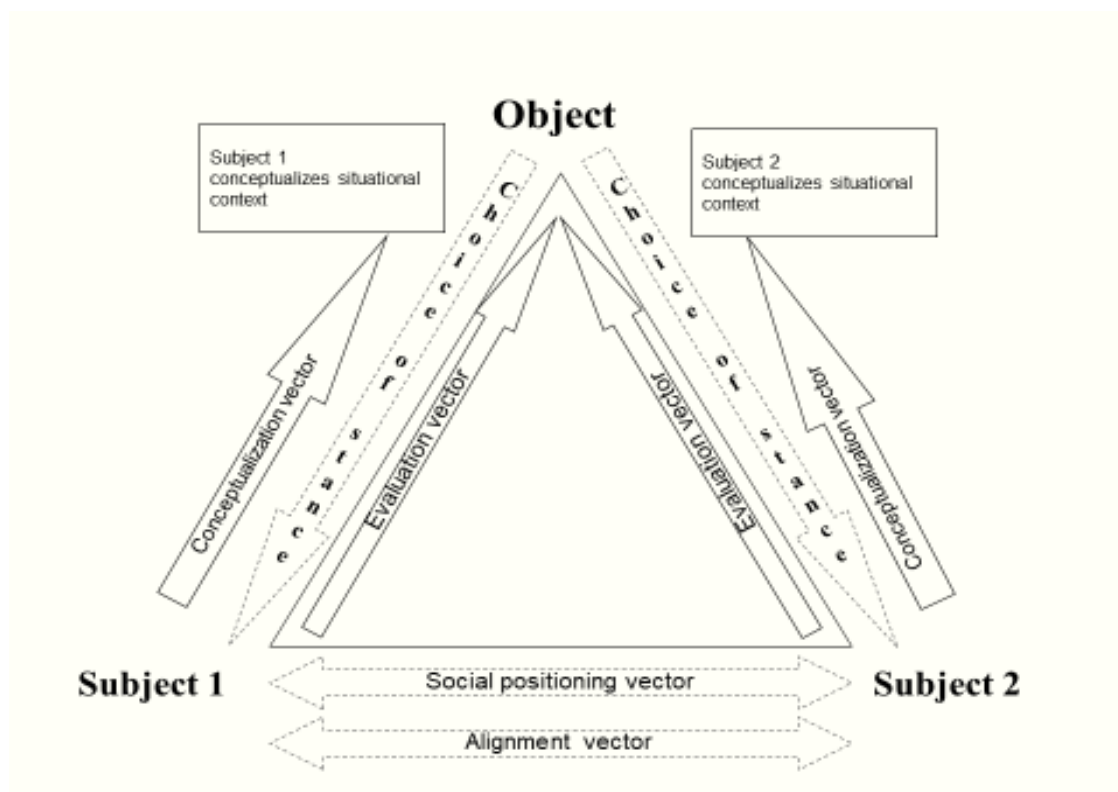 Object
Subject 1
conceptualizes situational
context
Subject 2
conceptualizes situational
context
Choice of stance
Choice of stance
Conceptualization vector
Evaluation vector
Evaluation vector
Conceptualization vector
Subject 1
Social positioning vector
Subject 2
Alignment vector